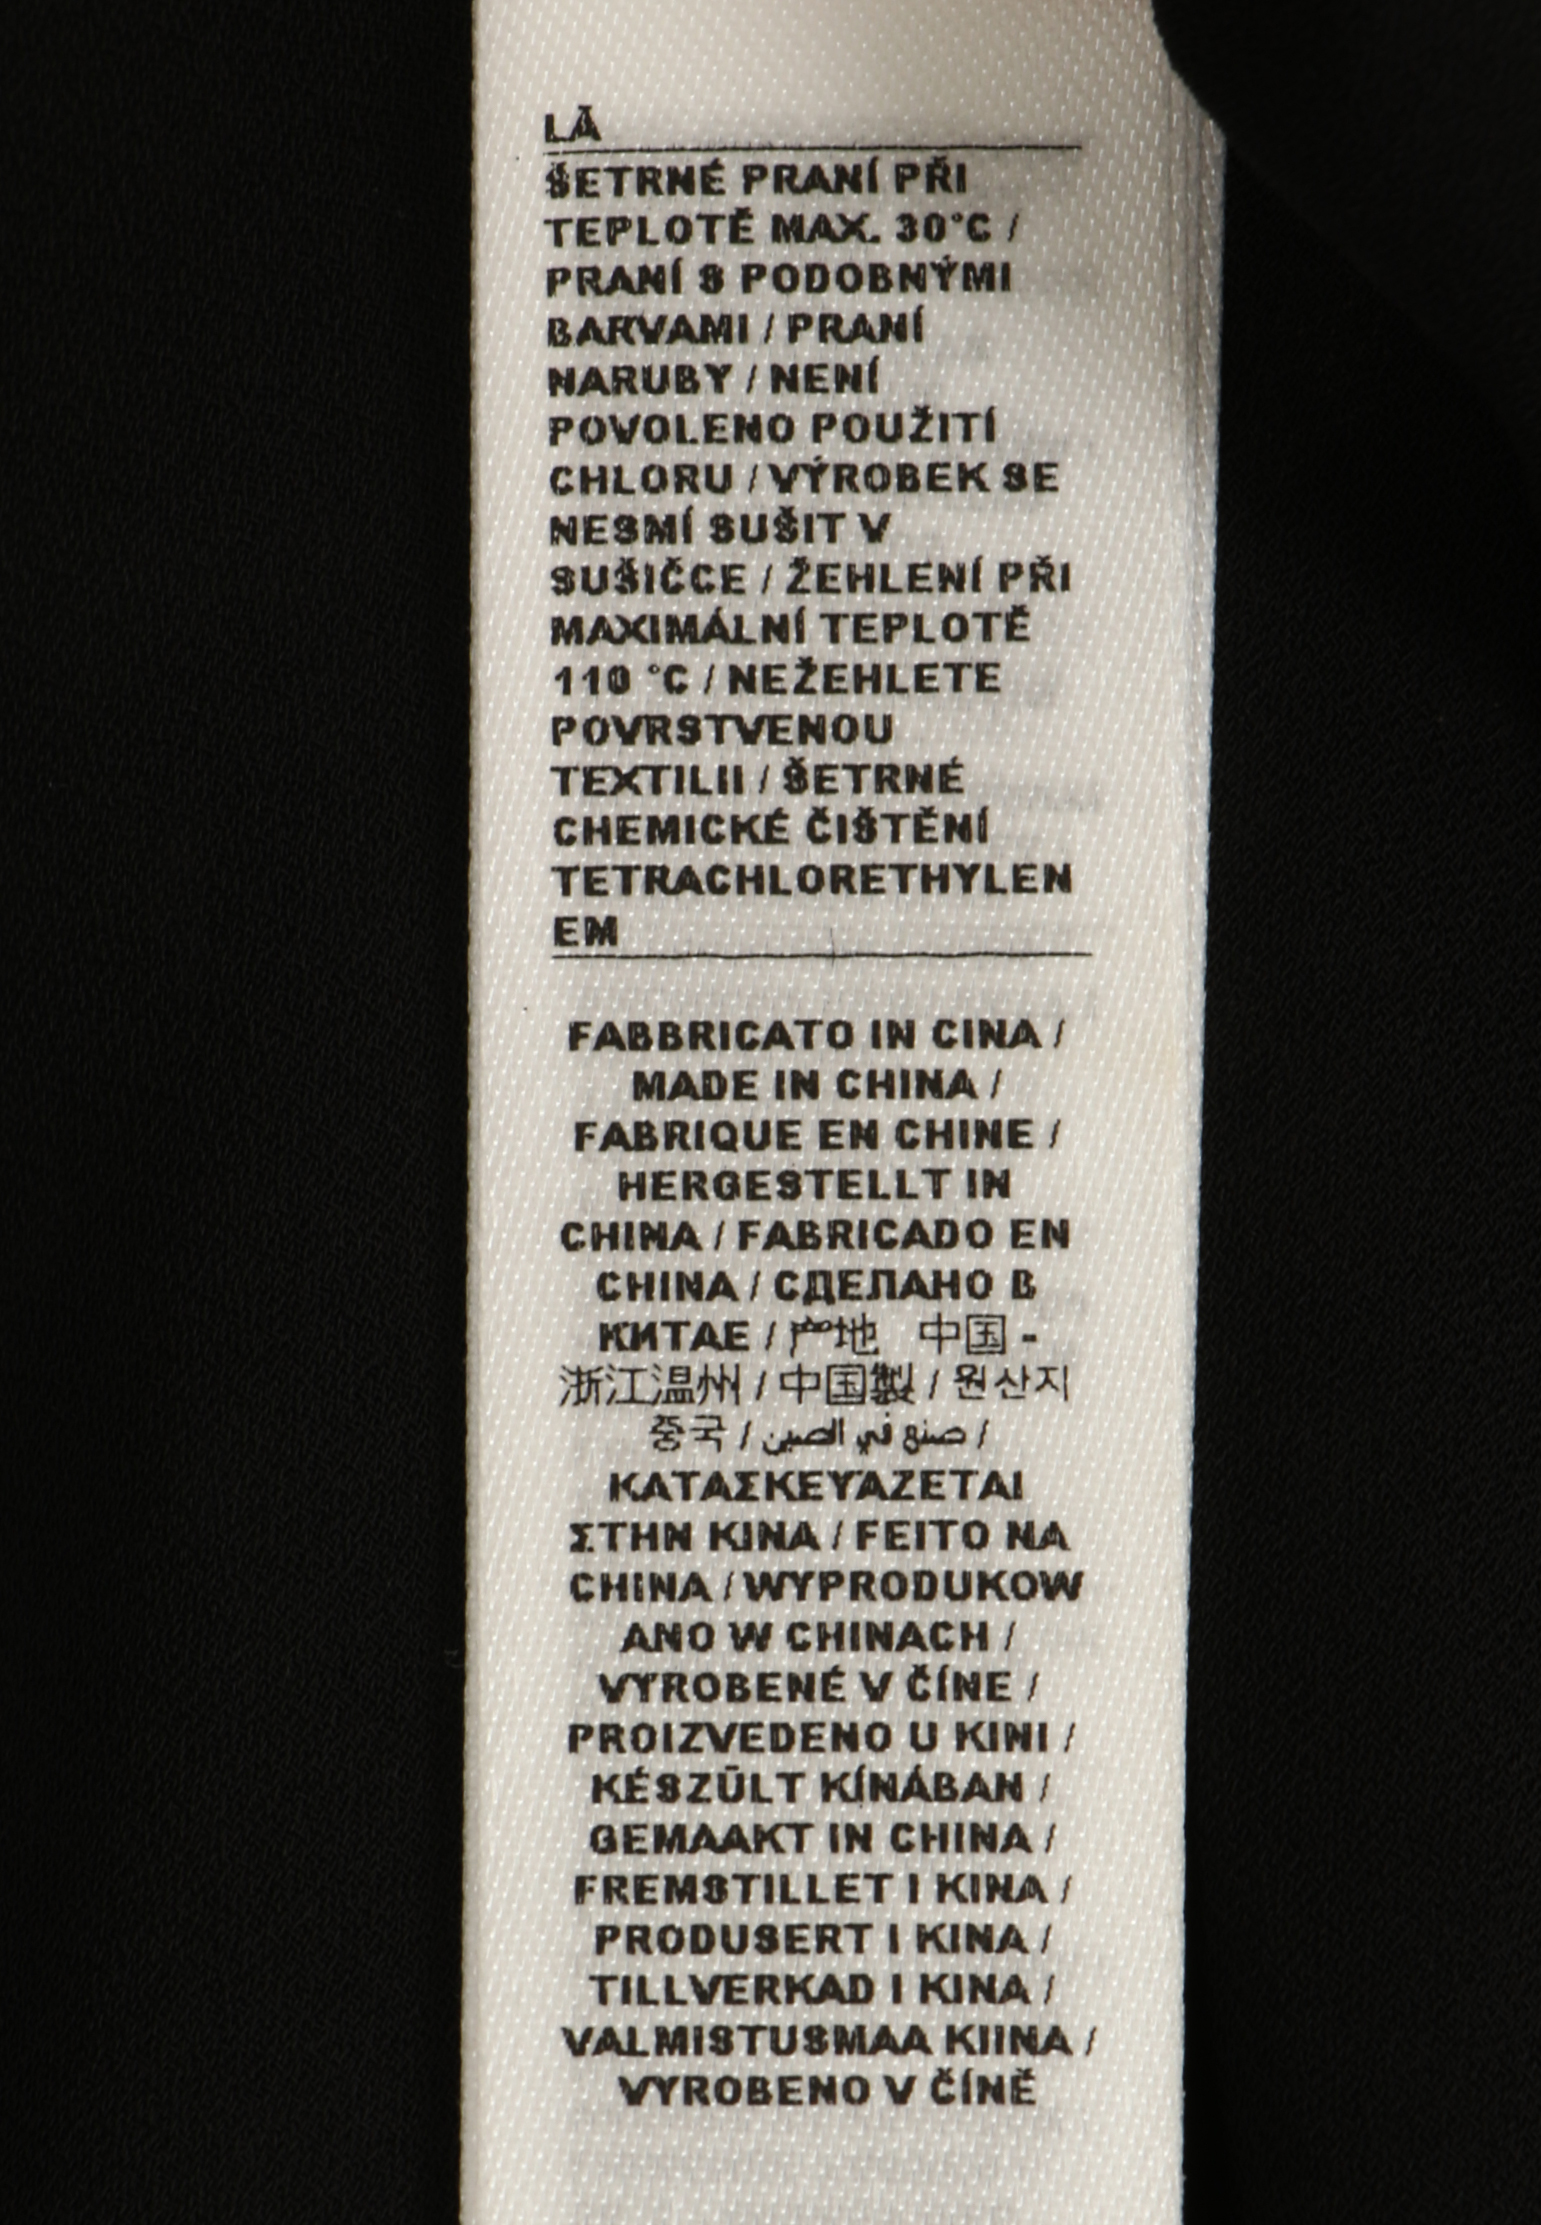 LÄ
ŠETRNÉ PRANÍ PŘI
TEPLOTĚ MAX. 30°C /
PRANÍ S PODOBNÝMI
BARVAMI / PRANÍ
NARUBY / NENÍ
POVOLENO POUŽITÍ
CHLORU / VÝROBEK SE
NESMÍ SUŠIT V
SUŠIČCE / ŽEHLENÍ PŘI
MAXIMÁLNÍ TEPLOTĚ
110 °C / NEŽEHLETE
POVRSTVENOU
TEXTILII / ŠETRNÉ
CHEMICKÉ ČIŠTĚNÍ
TETRACHLORETHYLEN
EM
FABBRICATO IN CINA /
MADE IN CHINA /
FABRIQUE EN CHINE /
HERGESTELLT IN
CHINA / FABRICADO EN
CHINA / СДЕЛАНО В
КИТАЕ / 产地 中国 -
浙江温州 / 中国製 / 원산지
중국 / صنع في الصين /
ΚΑΤΑΣΚΕΥΑΖΕΤΑΙ
ΣΤΗΝ ΚΙΝΑ / FEITO NA
CHINA / WYPRODUKOW
ANO W CHINACH /
VYROBENÉ V ČÍNE /
PROIZVEDENO U KINI /
KÉSZÜLT KÍNÁBAN /
GEMAAKT IN CHINA /
FREMSTILLET I KINA /
PRODUSERT I KINA /
TILLVERKAD I KINA /
VALMISTUSMAA KIINA /
VYROBENO V ČÍNĚ